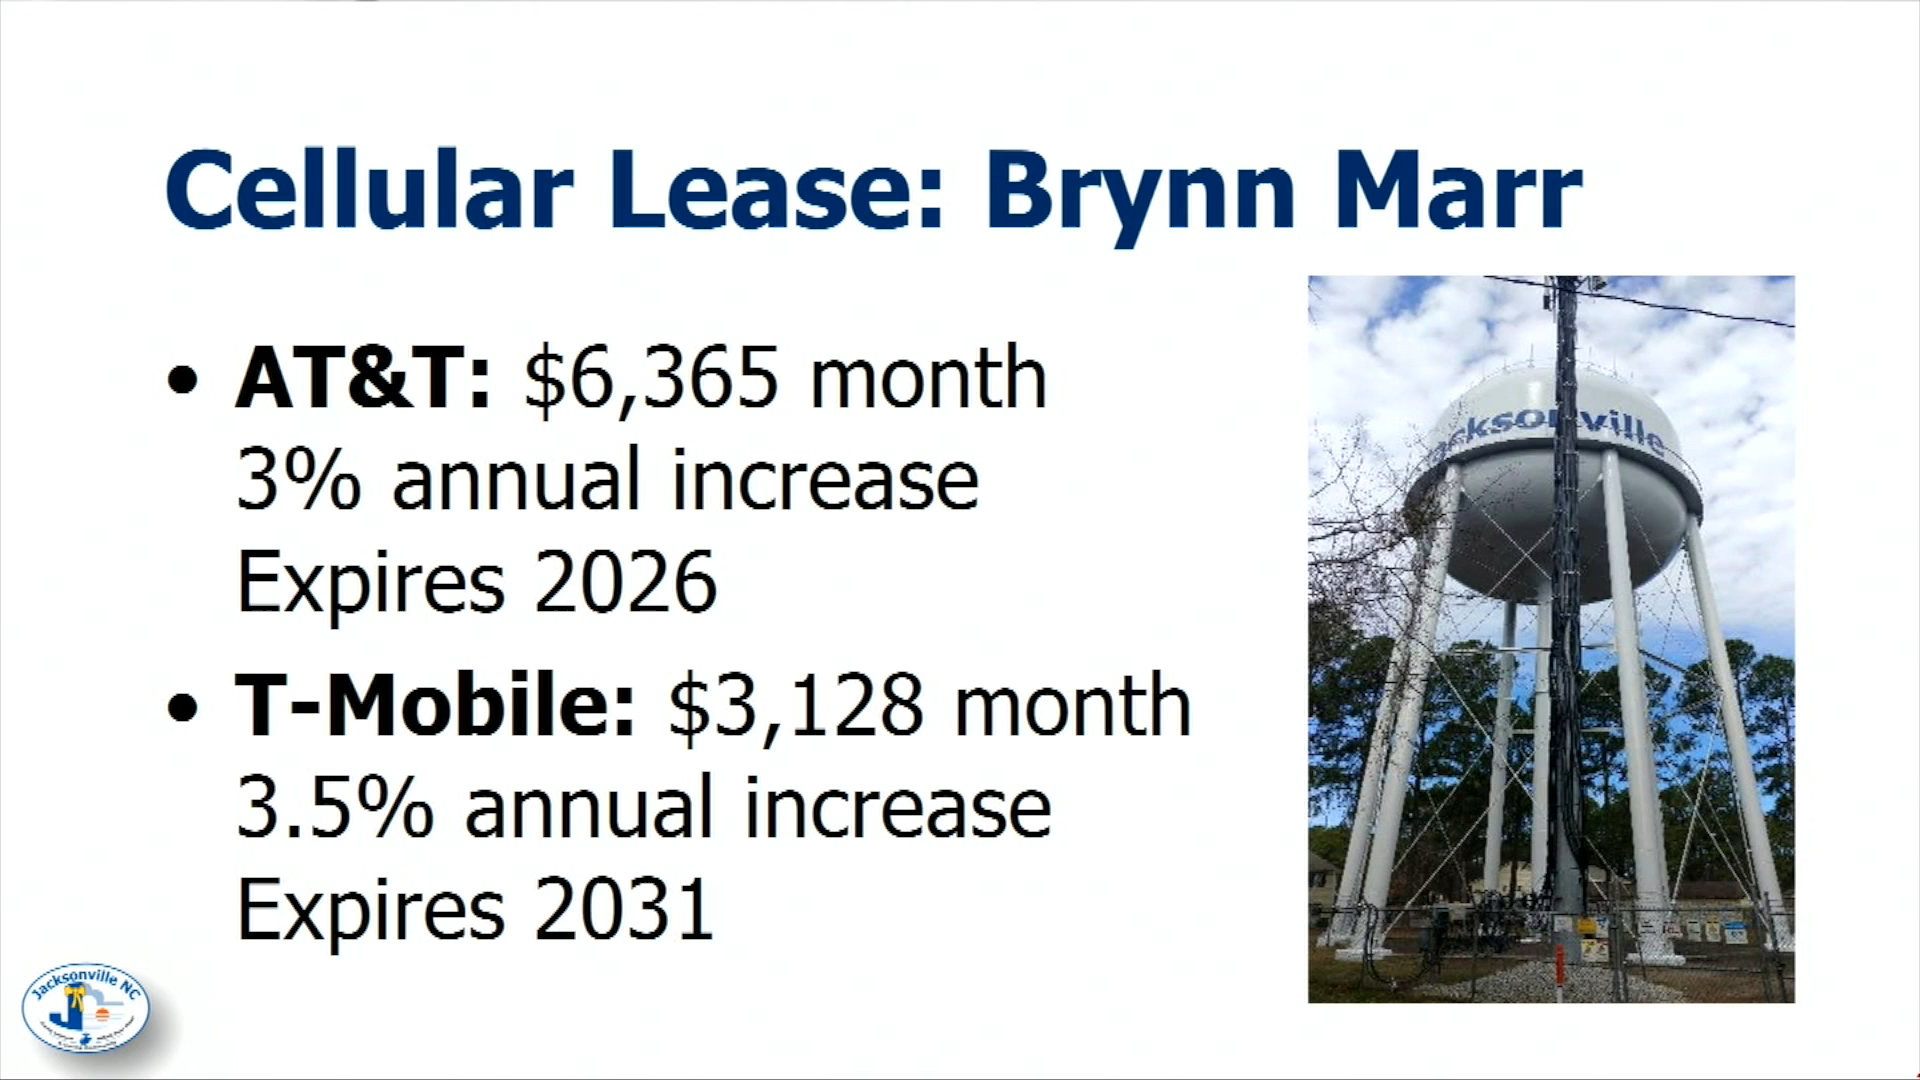 Cellular Lease: Brynn Marr
• AT&T: $6,365 month
3% annual increase
Expires 2026
• T-Mobile: $3,128 month
3.5% annual increase
Expires 2031
Jacksonville
Jacksonville NC